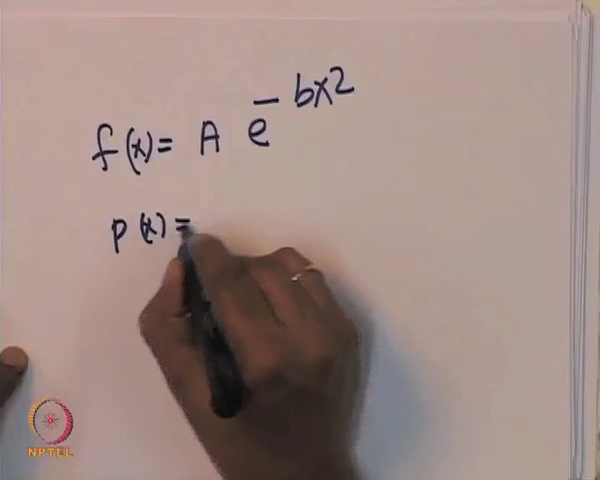 f(x) = A e^{-bx2}
p(x) =
NPTEL